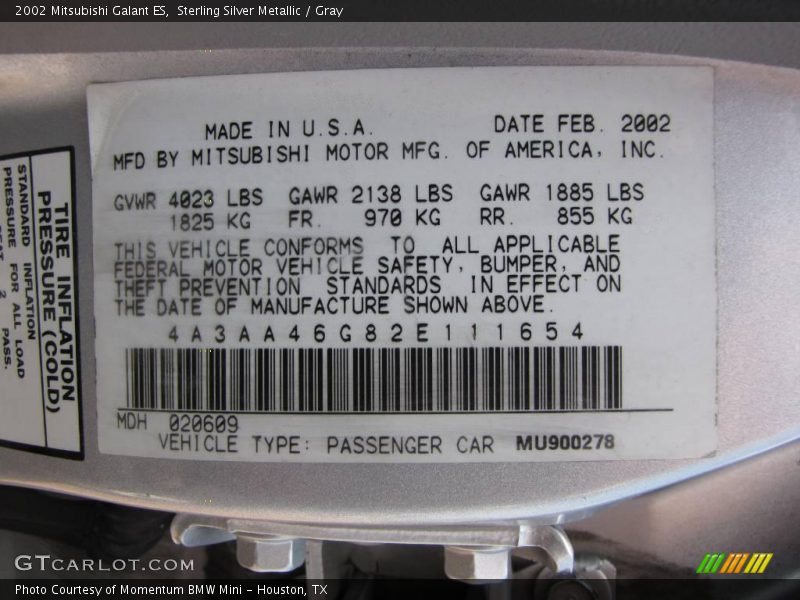 2002 Mitsubishi Galant ES,  Sterling Silver Metallic / Gray
MADE IN U.S.A.    DATE FEB. 2002
MFD BY MITSUBISHI MOTOR MFG. OF AMERICA, INC.
GVWR 4023 LBS  GAWR 2138 LBS  GAWR 1885 LBS
1825 KG  FR.  970 KG  RR.  855 KG
THIS VEHICLE CONFORMS TO ALL APPLICABLE
FEDERAL MOTOR VEHICLE SAFETY, BUMPER, AND
THEFT PREVENTION STANDARDS IN EFFECT ON
THE DATE OF MANUFACTURE SHOWN ABOVE.
4A3AA46G82E111654
MDH 020609
VEHICLE TYPE: PASSENGER CAR  MU900278
TIRE INFLATION
PRESSURE (COLD)
STANDARD INFLATION
PRESSURE FOR ALL LOAD
2 PASS.
GTCARLOT.COM
Photo Courtesy of Momentum BMW Mini - Houston, TX